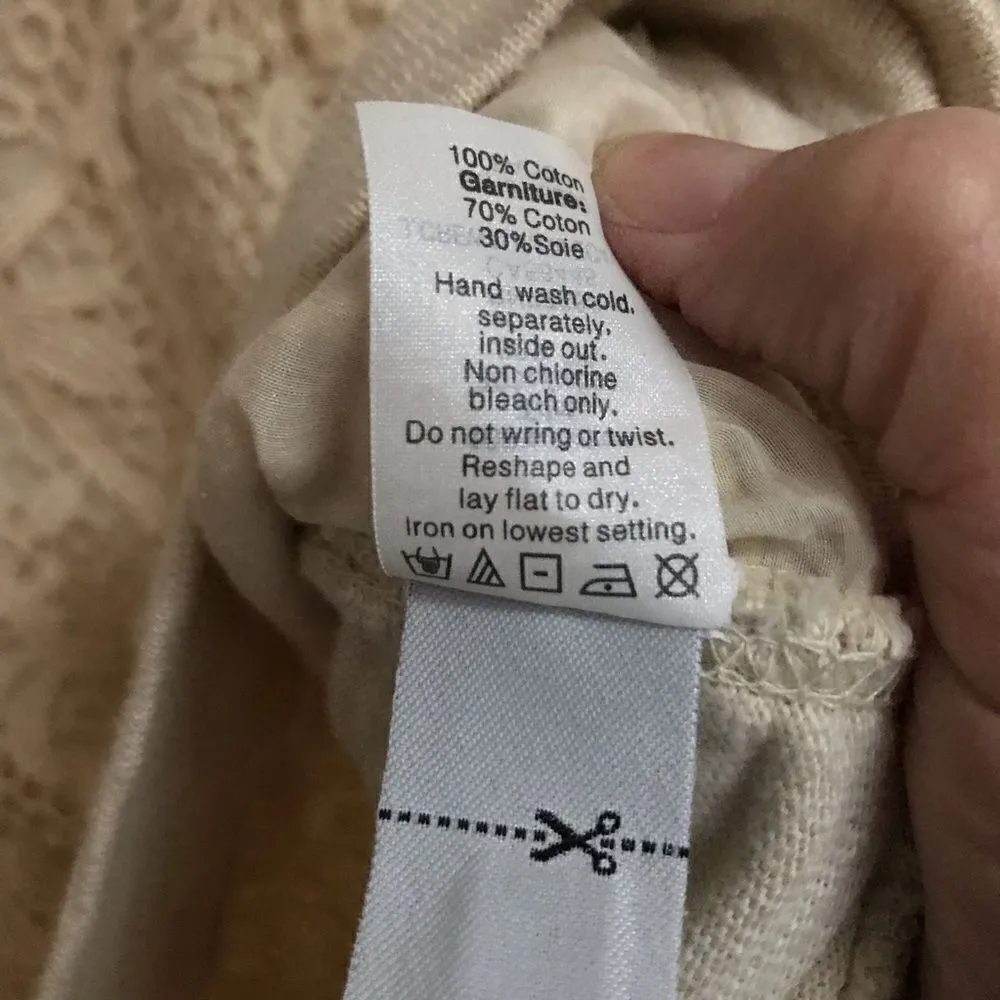 100% Coton
Garniture:
70% Coton
30%Soie
Hand wash cold.
separately,
inside out.
Non chlorine
bleach only.
Do not wring or twist.
Reshape and
lay flat to dry.
Iron on lowest setting.